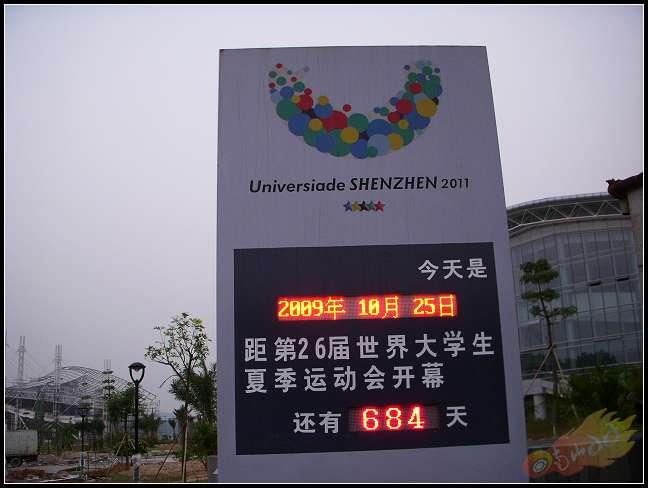 Universiade SHENZHEN 2011
今天是
2009年 10月 25日
距第26届世界大学生
夏季运动会开幕
还有 684 天